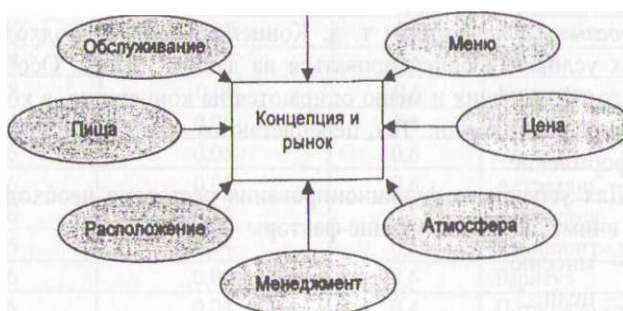 Обслуживание
Меню
Пища
Концепция и
рынок
Цена
Расположение
Атмосфера
Менеджмент